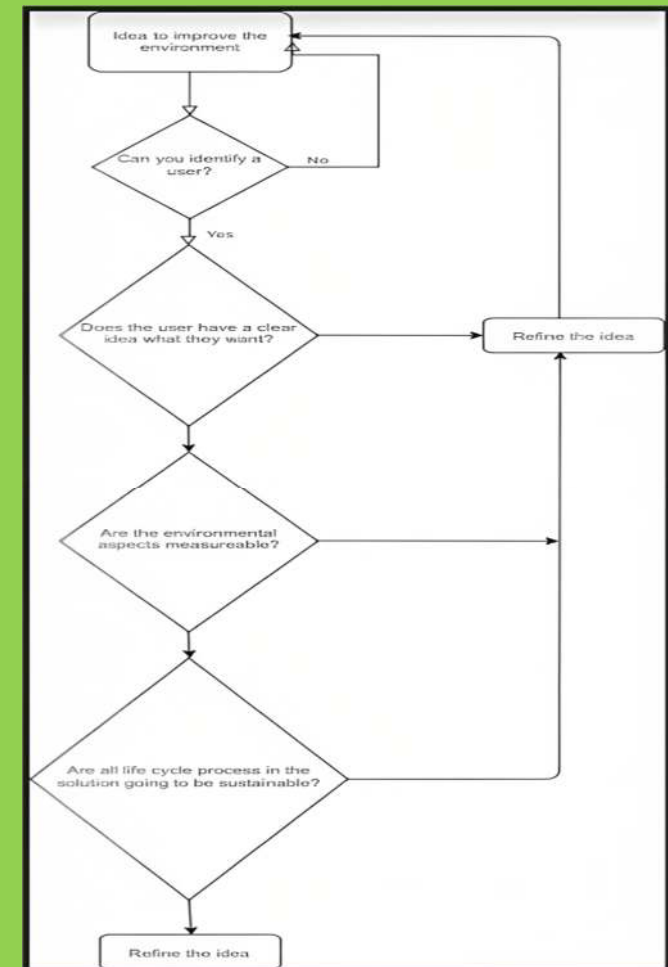 Idea to improve the
environment
Can you identify a
user?
No
Yes
Does the user have a clear
idea what they want?
Refine the idea
Are the environmental
aspects measureable?
Are all life cycle process in the
solution going to be sustainable?
Refine the idea